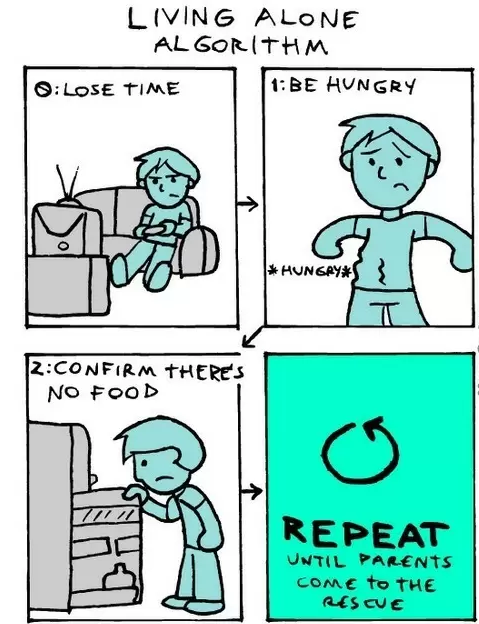 LIVING ALONE
ALGORITHM
0: LOSE TIME
1: BE HUNGRY
*HUNGRY*
2: CONFIRM THERE'S
NO FOOD
REPEAT
UNTIL PARENTS
COME TO THE
RESCUE